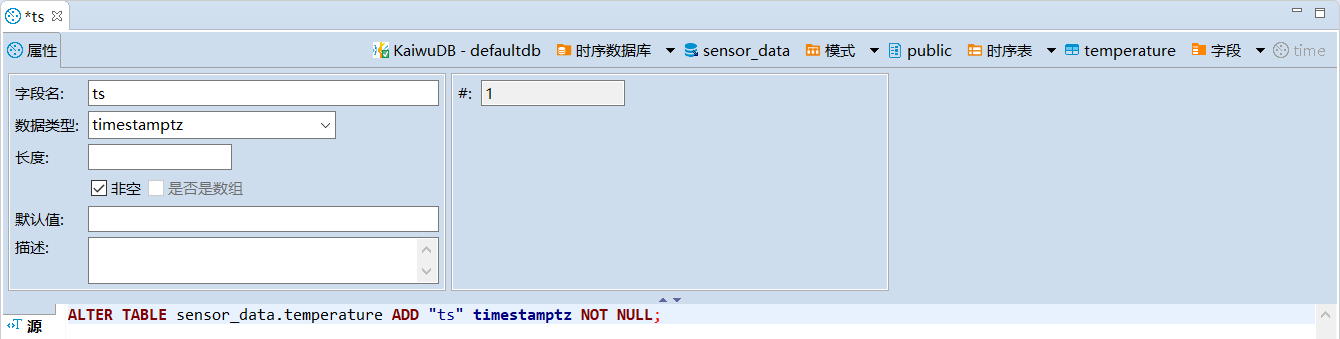 *ts
属性 KaiwuDB - defaultdb 时序数据库 sensor_data 模式 public 时序表 temperature 字段 time
字段名: ts #: 1
数据类型: timestamptz
长度:
非空 是否是数组
默认值:
描述:
源 ALTER TABLE sensor_data.temperature ADD "ts" timestamptz NOT NULL;